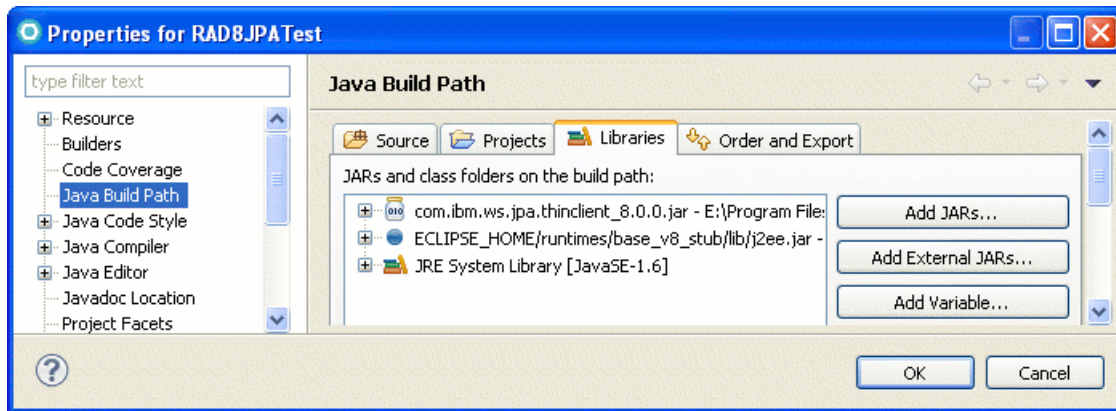 Properties for RAD8JPATest
type filter text
Resource
Builders
Code Coverage
Java Build Path
Java Code Style
Java Compiler
Java Editor
Javadoc Location
Project Facets
Java Build Path
Source
Projects
Libraries
Order and Export
JARs and class folders on the build path:
com.ibm.ws.jpa.thinclient_8.0.0.jar - E:\Program Files
ECLIPSE_HOME/runtimes/base_v8_stub/lib/j2ee.jar -
JRE System Library [JavaSE-1.6]
Add JARs...
Add External JARs...
Add Variable...
OK
Cancel